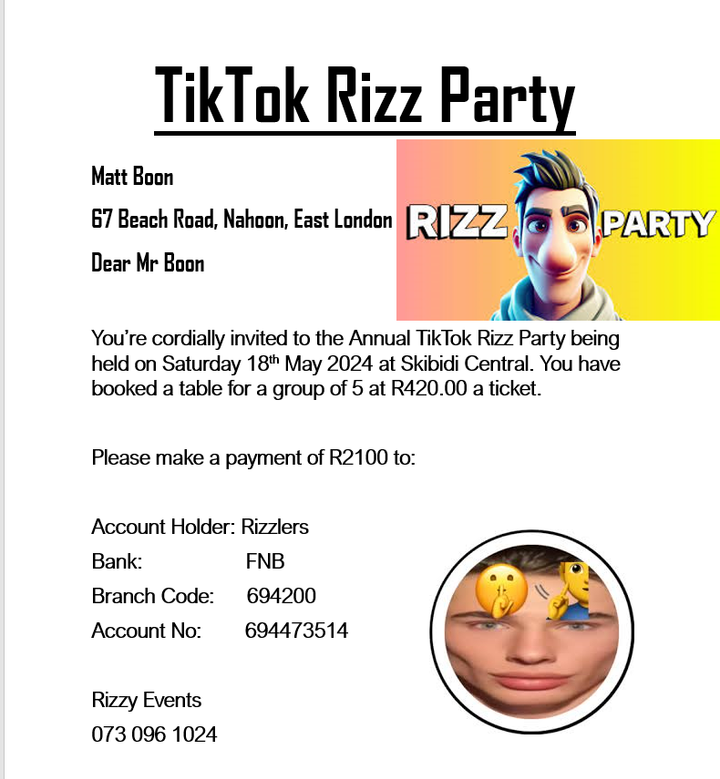 TikTok Rizz Party
Matt Boon
67 Beach Road, Nahoon, East London
RIZZ PARTY
Dear Mr Boon
You’re cordially invited to the Annual TikTok Rizz Party being
held on Saturday 18th May 2024 at Skibidi Central. You have
booked a table for a group of 5 at R420.00 a ticket.
Please make a payment of R2100 to:
Account Holder: Rizzlers
Bank: FNB
Branch Code: 694200
Account No: 694473514
Rizzy Events
073 096 1024